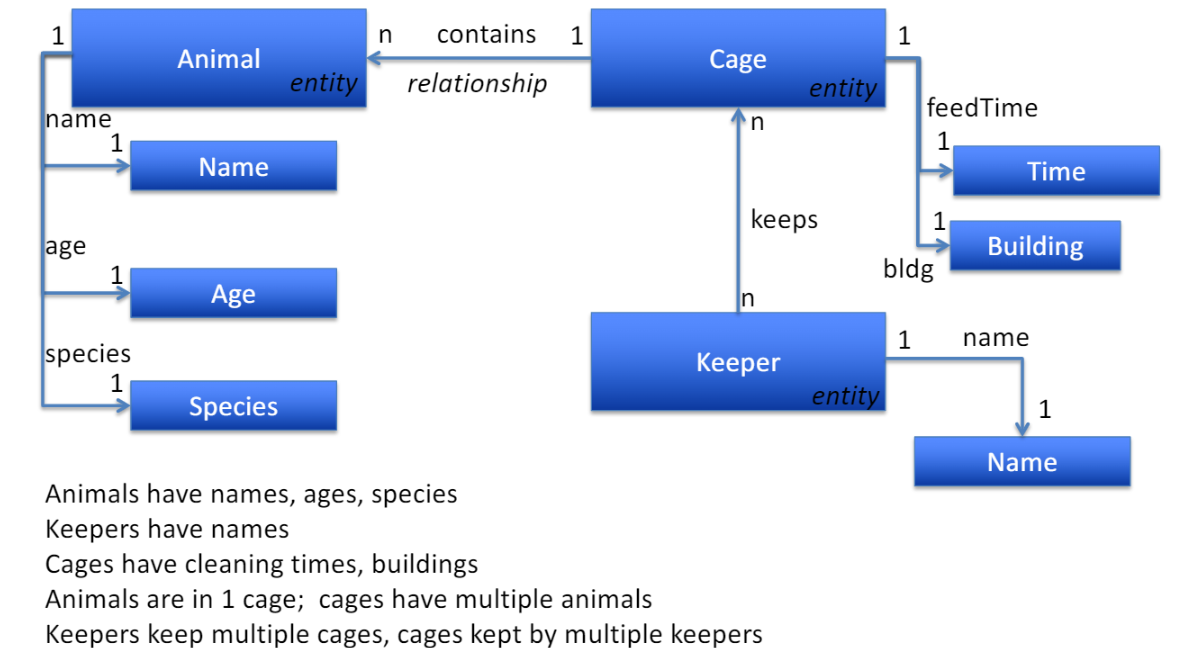 1 Animal entity n contains 1 relationship Cage entity 1
name 1 Name
age 1 Age
species 1 Species
feedTime 1 Time
1 Building bldg
n keeps n
Keeper entity 1 name 1
Name
Animals have names, ages, species
Keepers have names
Cages have cleaning times, buildings
Animals are in 1 cage;  cages have multiple animals
Keepers keep multiple cages, cages kept by multiple keepers